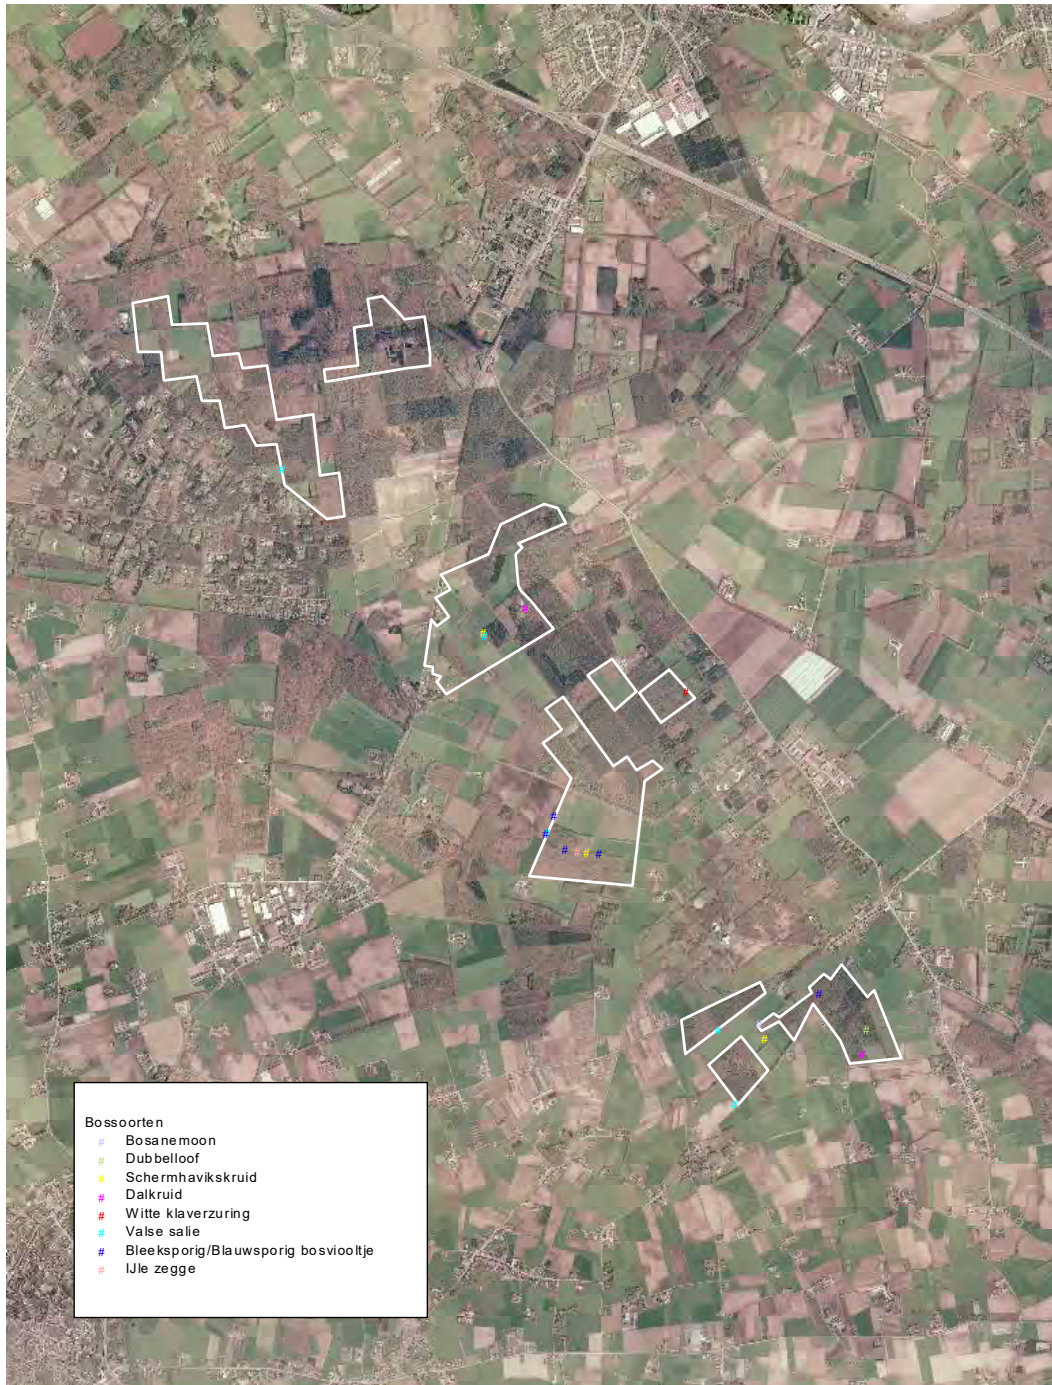 Bossoorten
# Bosanemoon
# Dubbelloof
# Schermhavikskruid
# Dalkruid
# Witte klaverzuring
# Valse salie
# Bleeksporig/Blauwsporig bosviooltje
# IJle zegge